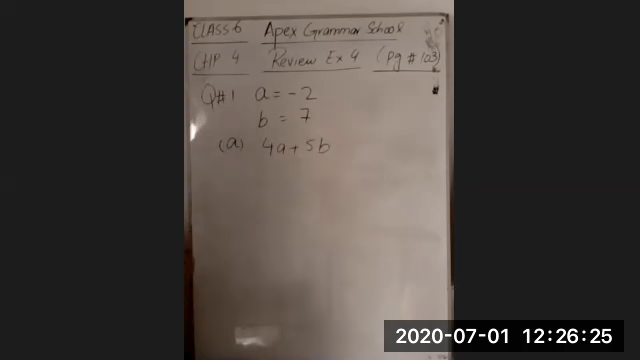 CLASS 6 Apex Grammar School
CHP 4 Review Ex 4 (pg # 103)
Q#1 a = -2
b = 7
(a) 4a + 5b
2020-07-01 12:26:25